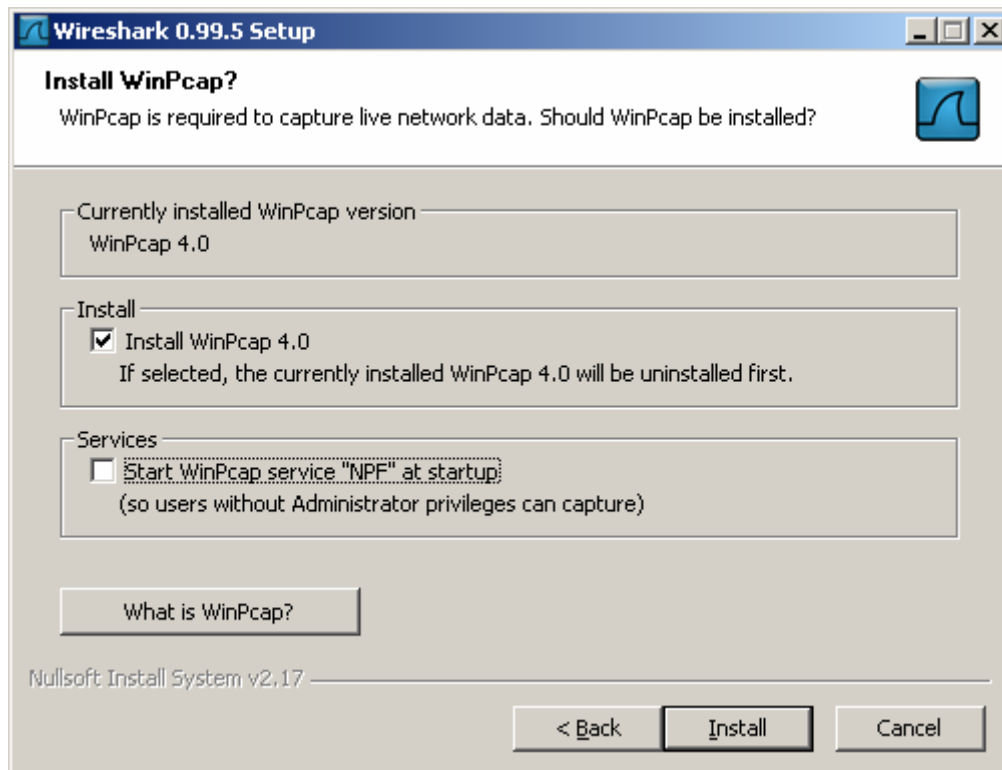 Wireshark 0.99.5 Setup
Install WinPcap?
WinPcap is required to capture live network data. Should WinPcap be installed?
Currently installed WinPcap version
WinPcap 4.0
Install
Install WinPcap 4.0
If selected, the currently installed WinPcap 4.0 will be uninstalled first.
Services
Start WinPcap service "NPF" at startup
(so users without Administrator privileges can capture)
What is WinPcap?
Nullsoft Install System v2.17
< Back Install Cancel